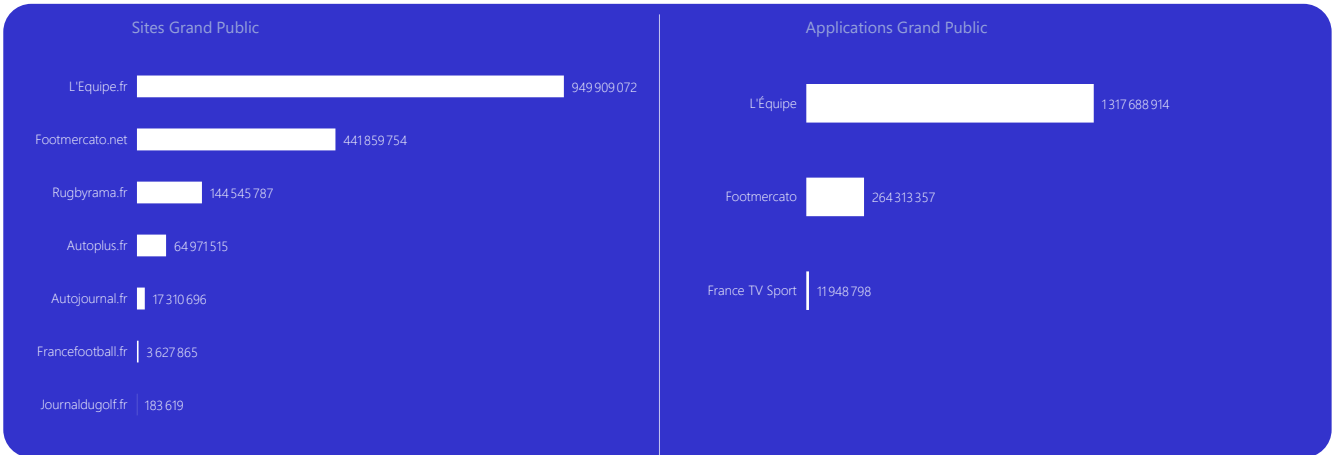 Sites Grand Public
L'Equipe.fr 949 909 072
Footmercato.net 441 859 754
Rugbyrama.fr 144 545 787
Autoplus.fr 64 971 515
Autojournal.fr 17 310 696
Francefootball.fr 3 627 865
Journaldugolf.fr 183 619
Applications Grand Public
L'Équipe 1 317 688 914
Footmercato 264 313 357
France TV Sport 11 948 798